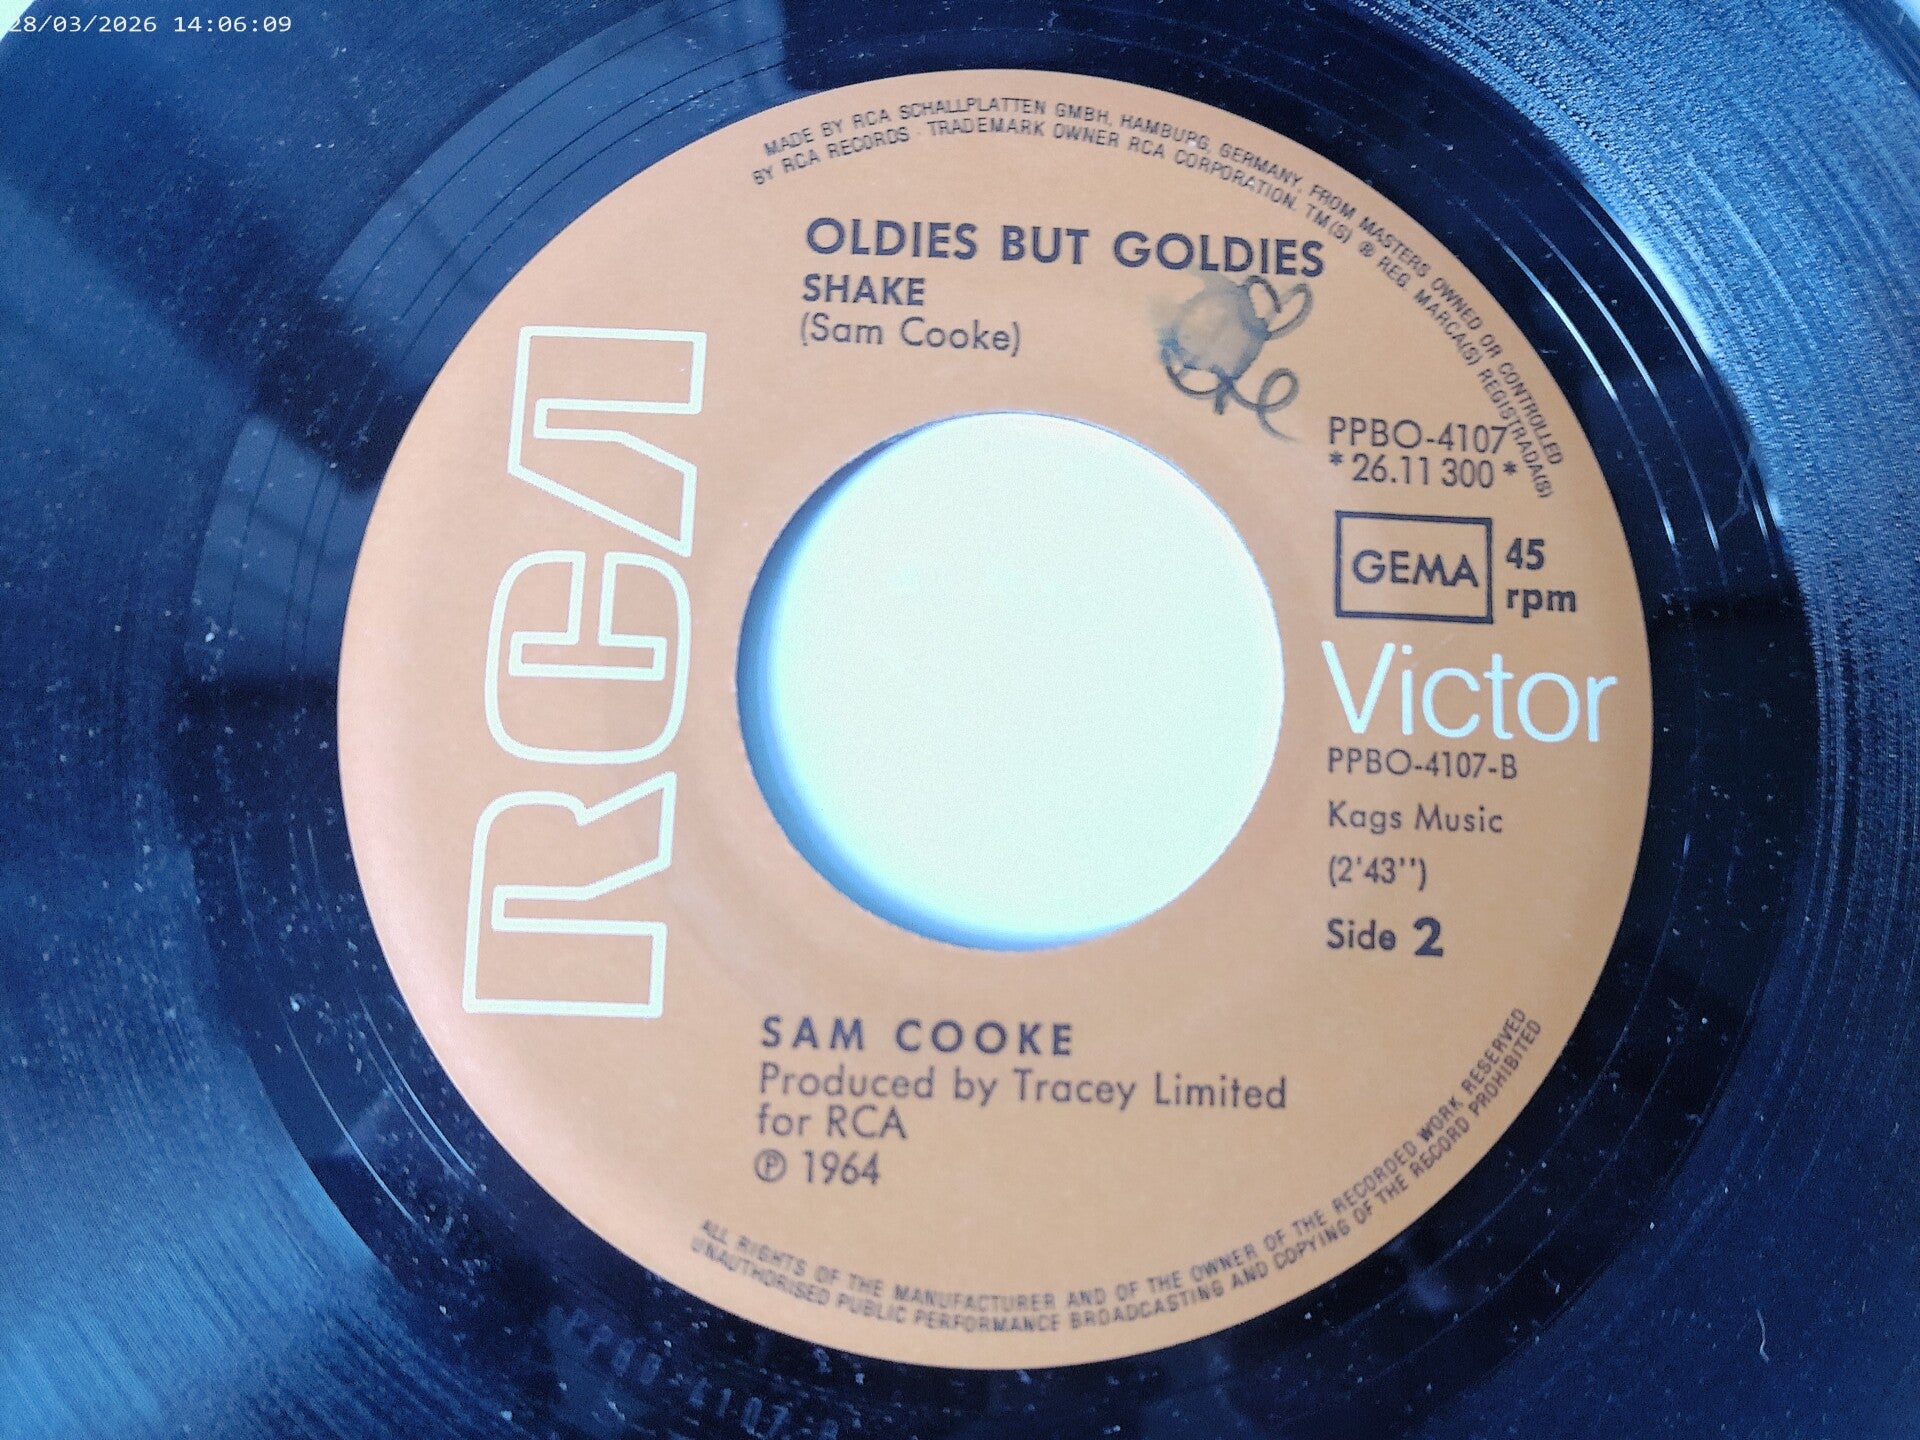 28/03/2026 14:06:09
MADE BY RCA SCHALLPLATTEN GMBH, HAMBURG, GERMANY, FROM MASTERS OWNED OR CONTROLLED
BY RCA RECORDS · TRADEMARK OWNER RCA CORPORATION. TM(S) ® REG. MARCA(S) REGISTRADA(S)
OLDIES BUT GOLDIES
SHAKE
(Sam Cooke)
RCA
PPBO-4107
*26.11 300*
GEMA
45
rpm
Victor
PPBO-4107-B
Kags Music
(2'43'')
Side 2
SAM COOKE
Produced by Tracey Limited
for RCA
℗ 1964
ALL RIGHTS OF THE MANUFACTURER AND OF THE OWNER OF THE RECORDED WORK RESERVED
UNAUTHORISED PUBLIC PERFORMANCE BROADCASTING AND COPYING OF THE RECORD PROHIBITED